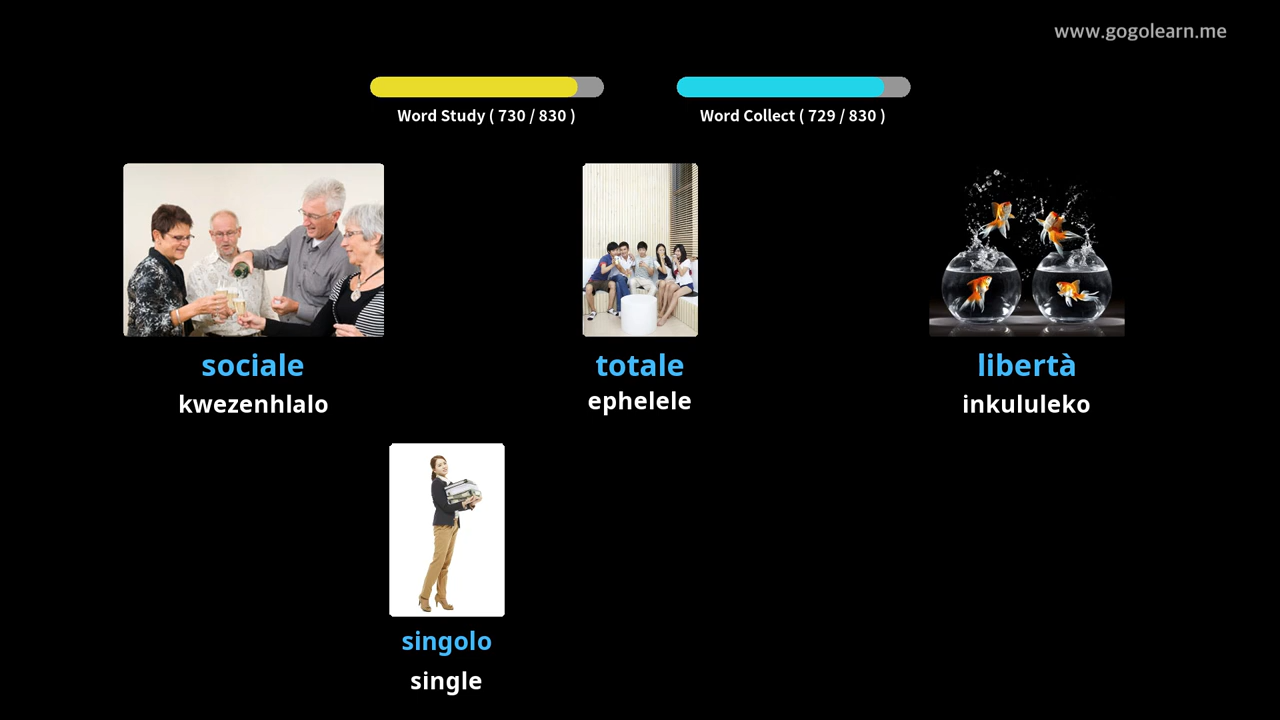 www.gogolearn.me
Word Study ( 730 / 830 )
Word Collect ( 729 / 830 )
sociale
kwezenhlalo
totale
ephelele
libertà
inkululeko
singolo
single